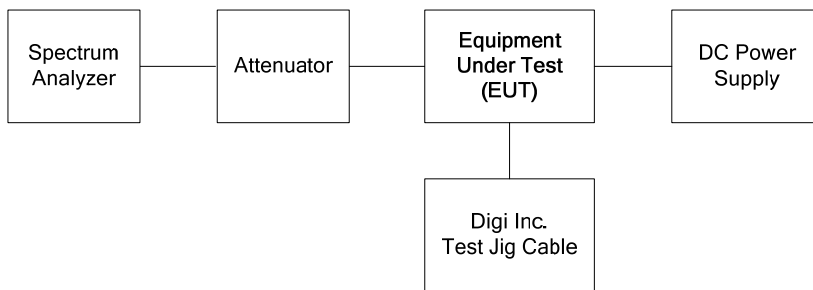 Spectrum
Analyzer
Attenuator
Equipment
Under Test
(EUT)
DC Power
Supply
Digi Inc.
Test Jig Cable